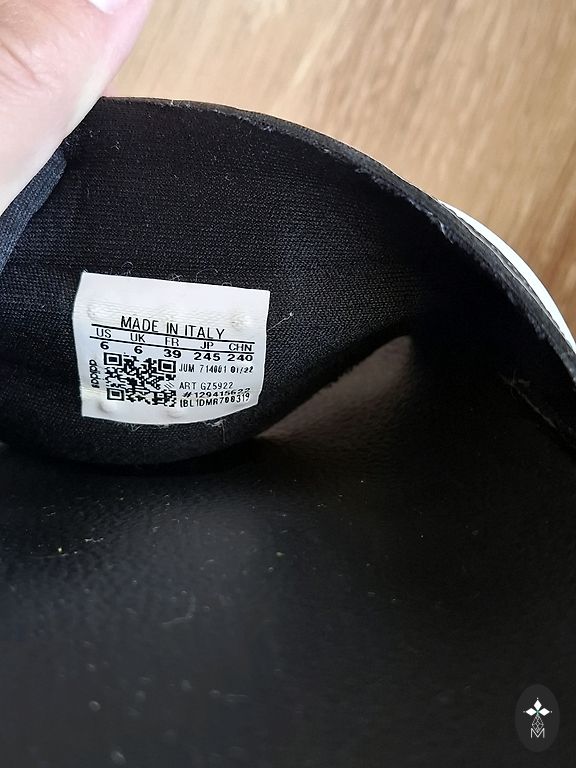 MADE IN ITALY
US UK FR JP CHN
6 6 39 245 240
JUM 714001 01/22
ART GZ5922
#129415622
IBL1DMR700319
M